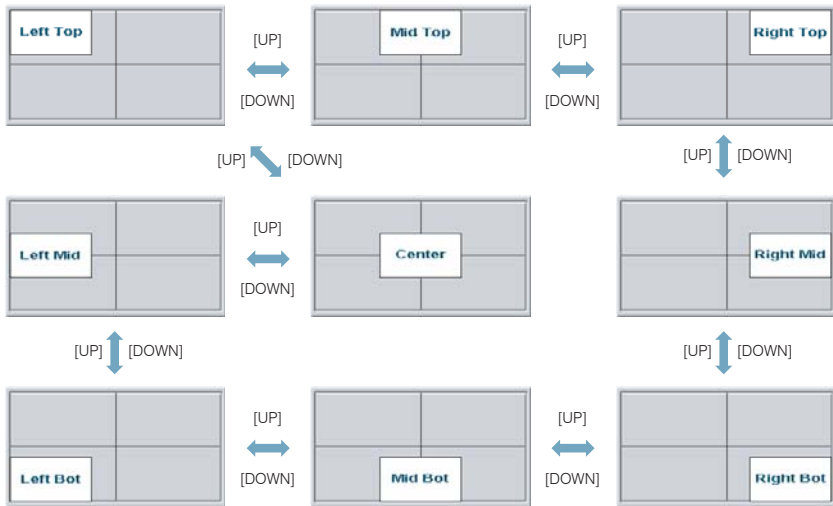 Left Top
[UP]
[DOWN]
Mid Top
[UP]
[DOWN]
Right Top
[UP] [DOWN]
[UP] [DOWN]
Left Mid
[UP]
[DOWN]
Center
Right Mid
[UP] [DOWN]
[UP] [DOWN]
Left Bot
[UP]
[DOWN]
Mid Bot
[UP]
[DOWN]
Right Bot